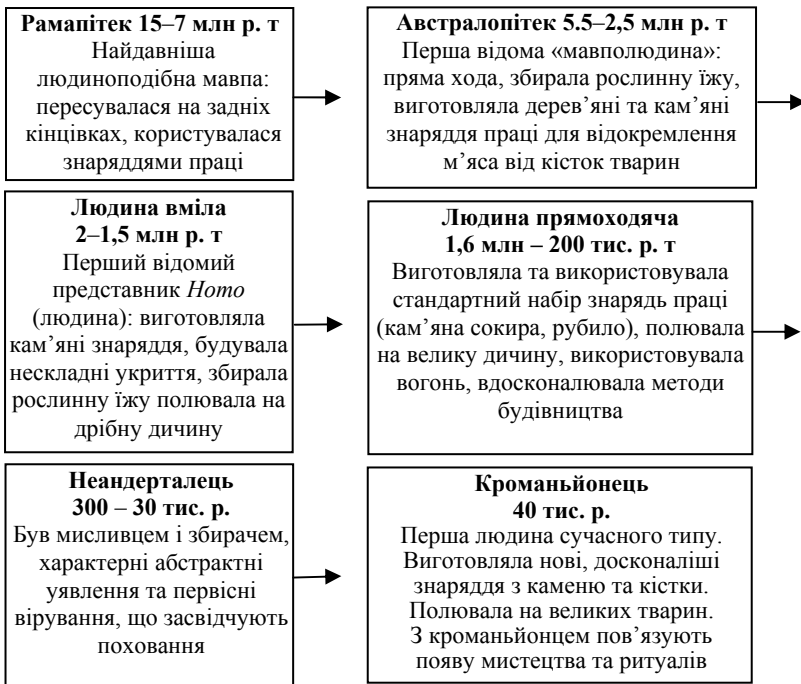 Рамапітек 15–7 млн р. т
Найдавніша
людиноподібна мавпа:
пересувалася на задніх
кінцівках, користувалася
знаряддями праці
Австралопітек 5.5–2,5 млн р. т
Перша відома «мавполюдина»:
пряма хода, збирала рослинну їжу,
виготовляла дерев’яні та кам’яні
знаряддя праці для відокремлення
м’яса від кісток тварин
Людина вміла
2–1,5 млн р. т
Перший відомий
представник Homo
(людина): виготовляла
кам’яні знаряддя, будувала
нескладні укриття, збирала
рослинну їжу полювала на
дрібну дичину
Людина прямоходяча
1,6 млн – 200 тис. р. т
Виготовляла та використовувала
стандартний набір знарядь праці
(кам’яна сокира, рубило), полювала
на велику дичину, використовувала
вогонь, вдосконалювала методи
будівництва
Неандерталець
300 – 30 тис. р.
Був мисливцем і збирачем,
характерні абстрактні
уявлення та первісні
вірування, що засвідчують
поховання
Кроманьйонець
40 тис. р.
Перша людина сучасного типу.
Виготовляла нові, досконаліші
знаряддя з каменю та кістки.
Полювала на великих тварин.
З кроманьйонцем пов’язують
появу мистецтва та ритуалів